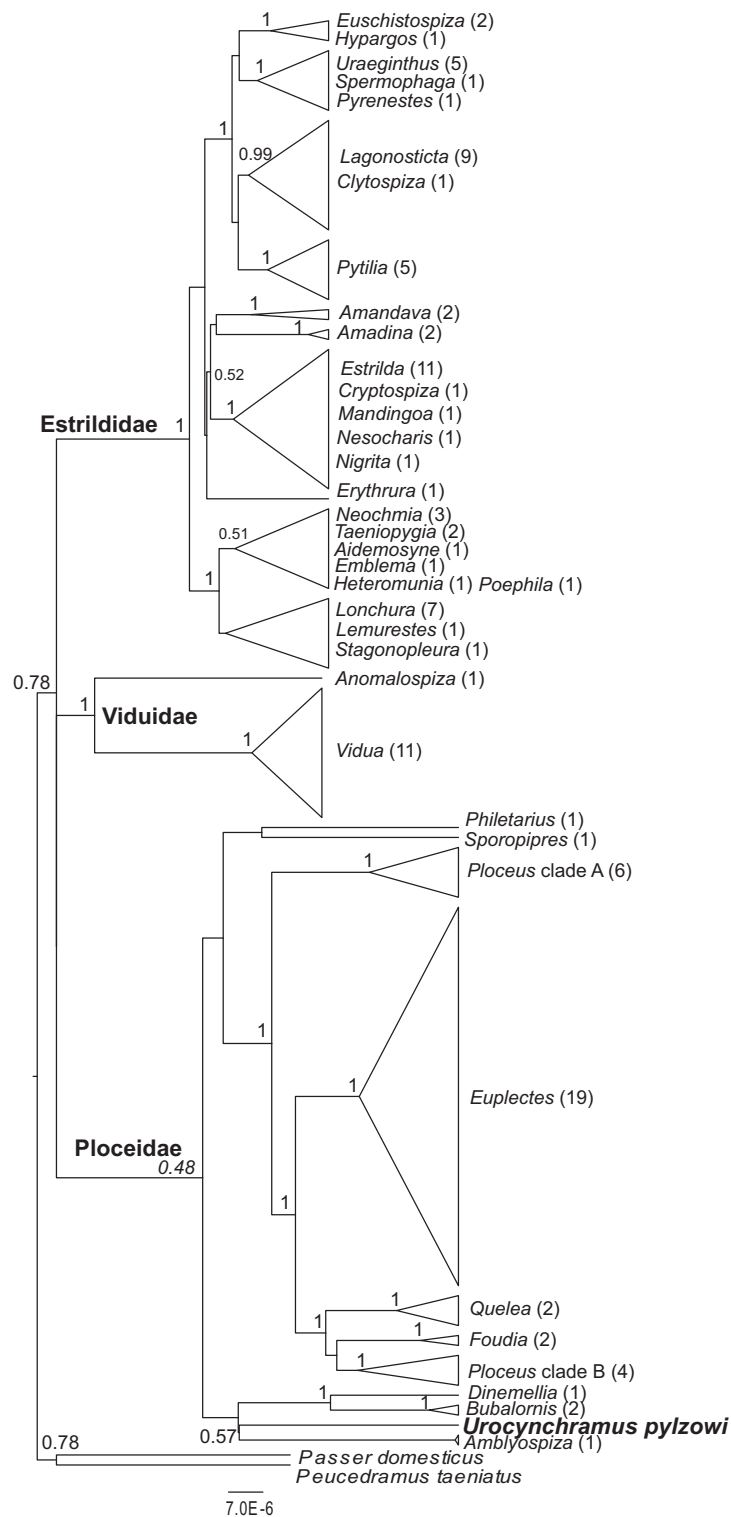 1
Euschistospiza (2)
Hypargos (1)
1
Uraeginthus (5)
Spermophaga (1)
Pyrenestes (1)
1
0.99
Lagonosticta (9)
Clytospiza (1)
1
Pytilia (5)
1
Amandava (2)
1
Amadina (2)
0.52
Estrilda (11)
Cryptospiza (1)
1
Mandingoa (1)
Estrildidae 1
Nesocharis (1)
Nigrita (1)
Erythrura (1)
Neochmia (3)
0.51
Taeniopygia (2)
Aidemosyne (1)
Emblema (1)
1
Heteromunia (1) Poephila (1)
Lonchura (7)
Lemurestes (1)
Stagonopleura (1)
0.78
Anomalospiza (1)
1
Viduidae
1
Vidua (11)
Philetarius (1)
Sporopipres (1)
1
Ploceus clade A (6)
1
1
Euplectes (19)
Ploceidae
0.48
1
1
Quelea (2)
1
1
Foudia (2)
1
Ploceus clade B (4)
1
Dinemellia (1)
1
Bubalornis (2)
Urocynchramus pylzowi
0.57
Amblyospiza (1)
0.78
Passer domesticus
Peucedramus taeniatus
7.0E-6